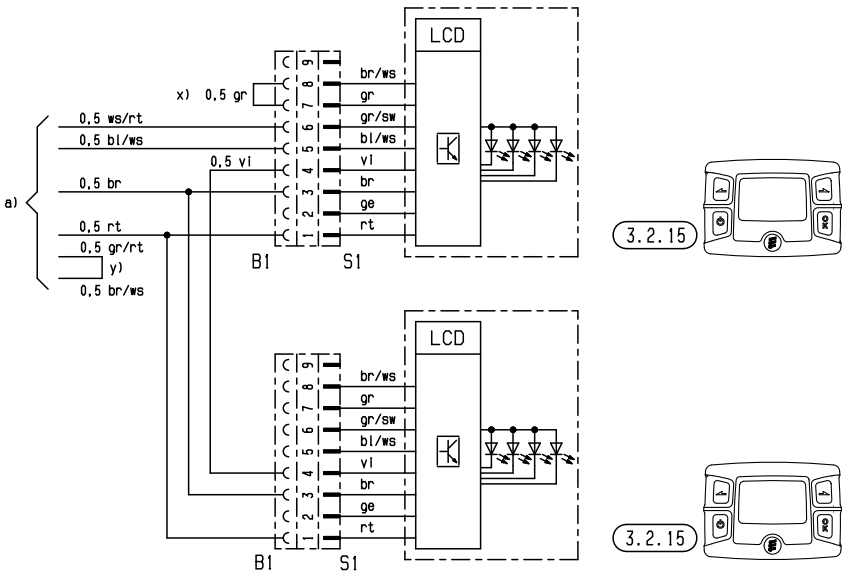 LCD
9
8
7
6
5
4
3
2
1
br/ws
gr
gr/sw
bl/ws
vi
br
ge
rt
x) 0,5 gr
0,5 ws/rt
0,5 bl/ws
0,5 vi
a)
0,5 br
0,5 rt
0,5 gr/rt
y)
0,5 br/ws
B1
S1
3.2.15
OK
LCD
9
8
7
6
5
4
3
2
1
br/ws
gr
gr/sw
bl/ws
vi
br
ge
rt
B1
S1
3.2.15
OK